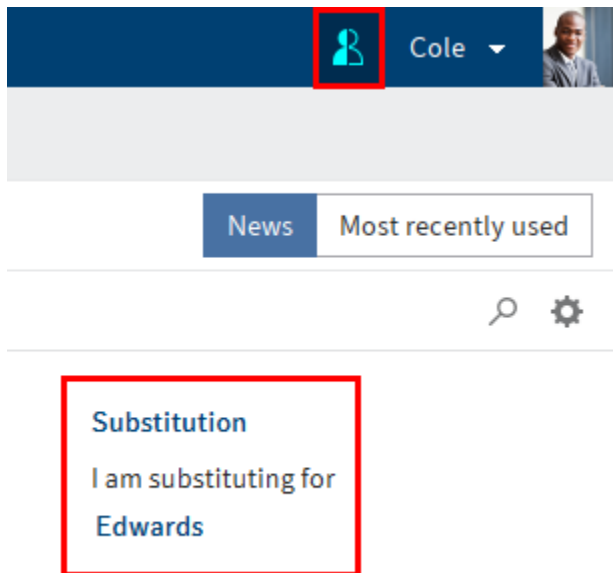 Cole
News
Most recently used
Substitution
I am substituting for
Edwards